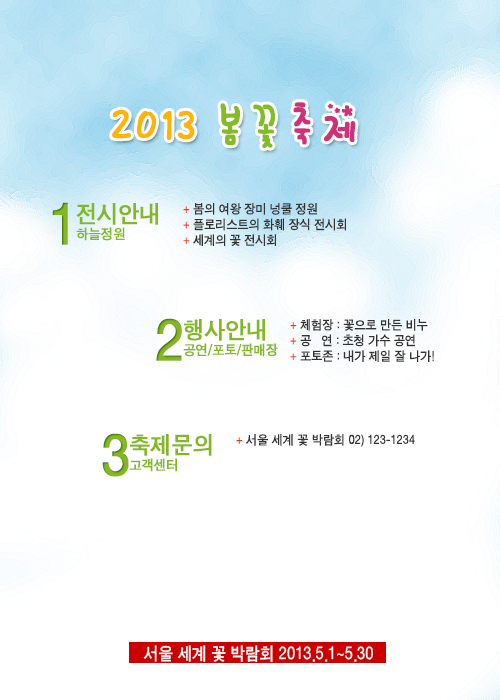 2013 봄꽃축제
1 전시안내
하늘정원
+ 봄의 여왕 장미 넝쿨 정원
+ 플로리스트의 화훼 장식 전시회
+ 세계의 꽃 전시회
2 행사안내
공연/포토/판매장
+ 체험장 : 꽃으로 만든 비누
+ 공 연 : 초청 가수 공연
+ 포토존 : 내가 제일 잘 나가!
3 축제문의
고객센터
+ 서울 세계 꽃 박람회 02) 123-1234
서울 세계 꽃 박람회 2013.5.1~5.30